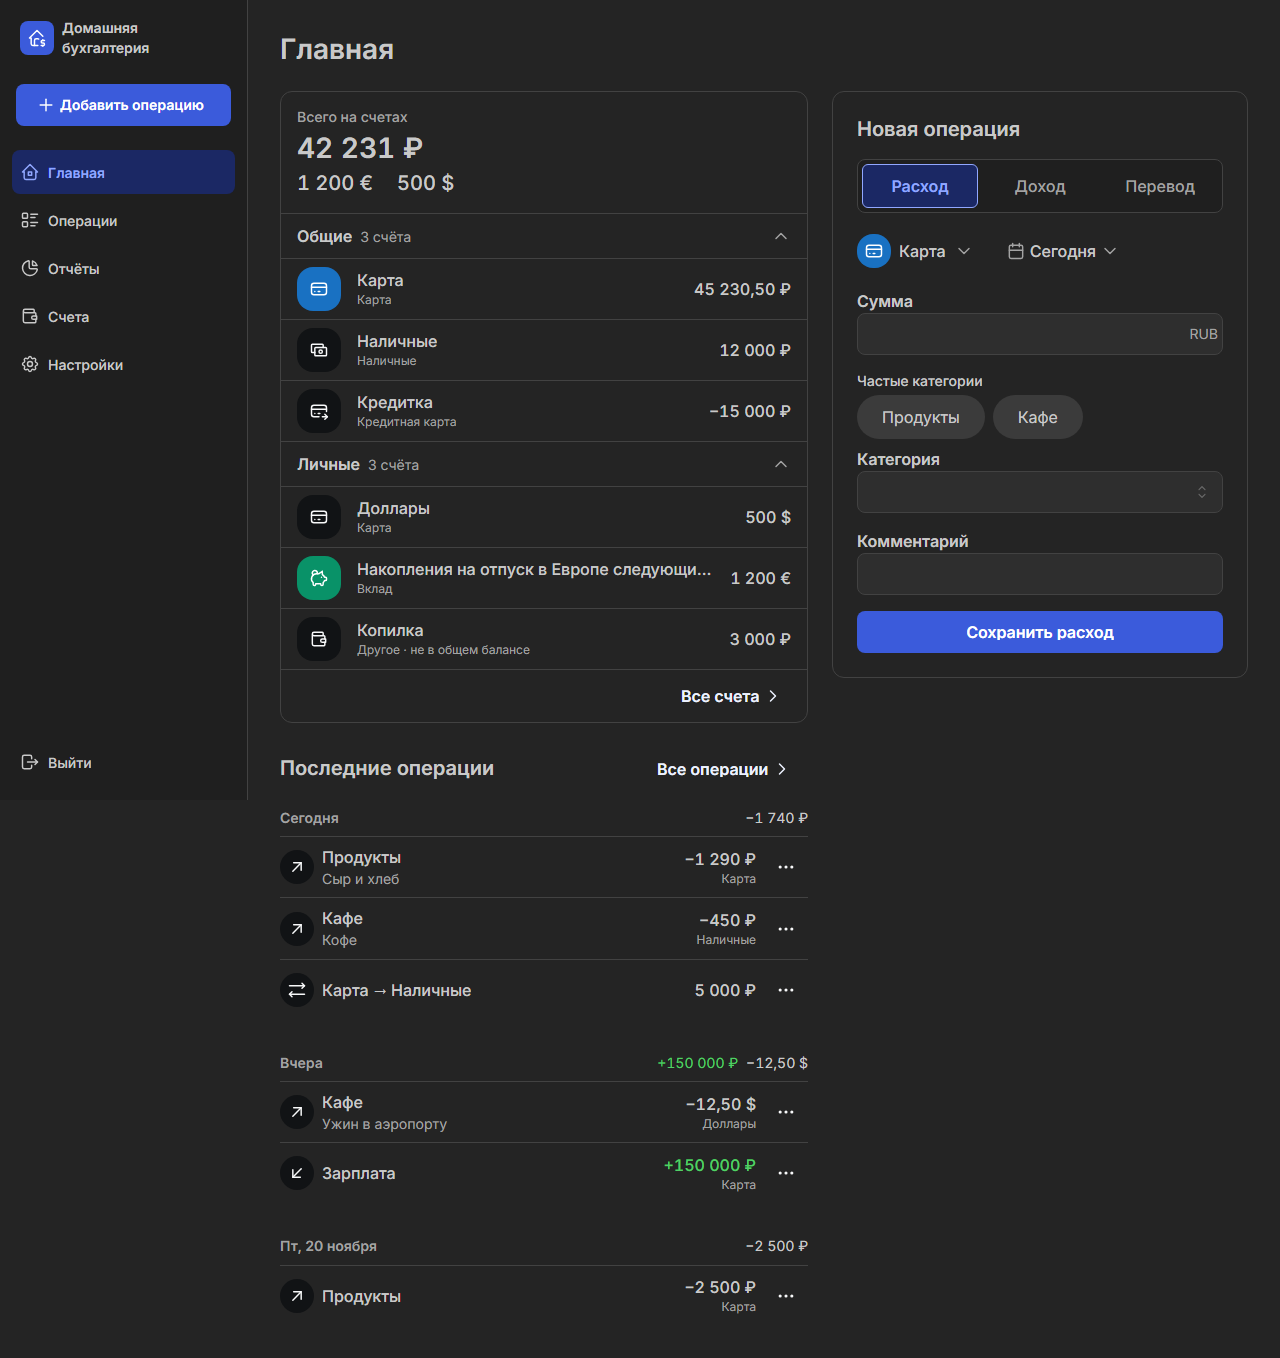 Домашняя
бухгалтерия
Добавить операцию
Главная
Операции
Отчёты
Счета
Настройки
Выйти
Главная
Всего на счетах
42 231 ₽
1 200 € 500 $
Общие 3 счёта
Карта
Карта
45 230,50 ₽
Наличные
Наличные
12 000 ₽
Кредитка
Кредитная карта
−15 000 ₽
Личные 3 счёта
Доллары
Карта
500 $
Накопления на отпуск в Европе следующи...
Вклад
1 200 €
Копилка
Другое · не в общем балансе
3 000 ₽
Все счета
Последние операции
Все операции
Сегодня −1 740 ₽
Продукты
Сыр и хлеб
−1 290 ₽
Карта
Кафе
Кофе
−450 ₽
Наличные
Карта → Наличные 5 000 ₽
Вчера +150 000 ₽ −12,50 $
Кафе
Ужин в аэропорту
−12,50 $
Доллары
Зарплата
+150 000 ₽
Карта
Пт, 20 ноября −2 500 ₽
Продукты
−2 500 ₽
Карта
Новая операция
Расход Доход Перевод
Карта Сегодня
Сумма
RUB
Частые категории
Продукты Кафе
Категория
Комментарий
Сохранить расход